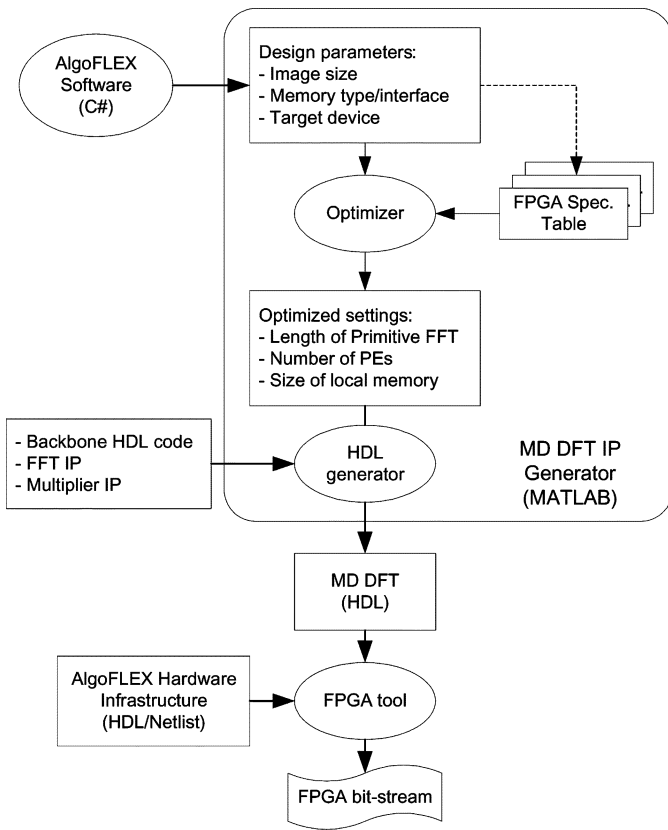 AlgoFLEX
Software
(C#)
Design parameters:
- Image size
- Memory type/interface
- Target device
Optimizer
FPGA Spec.
Table
Optimized settings:
- Length of Primitive FFT
- Number of PEs
- Size of local memory
- Backbone HDL code
- FFT IP
- Multiplier IP
HDL
generator
MD DFT IP
Generator
(MATLAB)
MD DFT
(HDL)
AlgoFLEX Hardware
Infrastructure
(HDL/Netlist)
FPGA tool
FPGA bit-stream